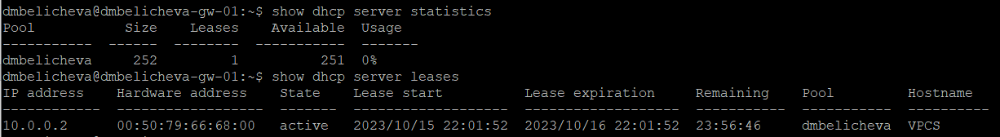 dmbelicheva@dmbelicheva-gw-01:~$ show dhcp server statistics
Pool           Size    Leases    Available  Usage
-----------  ------  --------  -----------  -------
dmbelicheva     252         1          251  0%
dmbelicheva@dmbelicheva-gw-01:~$ show dhcp server leases
IP address    Hardware address    State    Lease start          Lease expiration     Remaining    Pool         Hostname
------------  ------------------  -------  -------------------  -------------------  -----------  -----------  ----------
10.0.0.2      00:50:79:66:68:00   active   2023/10/15 22:01:52  2023/10/16 22:01:52  23:56:46     dmbelicheva  VPCS